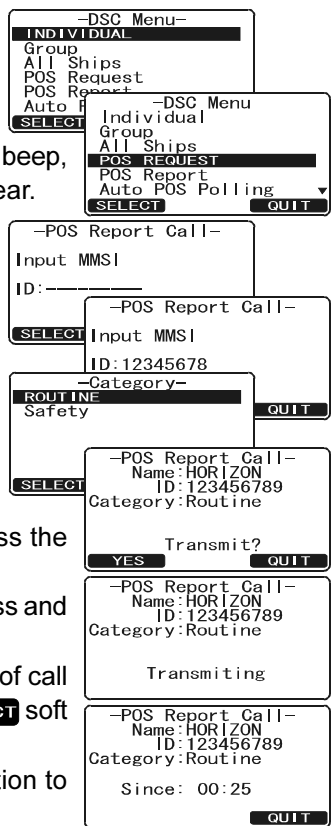 -DSC Menu-
INDIVIDUAL
Group
All Ships
POS Request
POS Report
Auto
SELECT
-DSC Menu
Individual
Group
All Ships
POS REQUEST
POS Report
Auto POS Polling ▼
SELECT QUIT
beep,
ear.
-POS Report Call-
Input MMSI
ID:---------
SELECT
-POS Report Call-
Input MMSI
ID:12345678
QUIT
-Category-
ROUTINE
Safety
SELECT
-POS Report Call-
Name:HORIZON
ID:123456789
Category:Routine
Transmit?
YES QUIT
ss the
-POS Report Call-
Name:HORIZON
ID:123456789
Category:Routine
Transmiting
ss and
of call
CT soft
-POS Report Call-
Name:HORIZON
ID:123456789
Category:Routine
Since: 00:25
QUIT
tion to